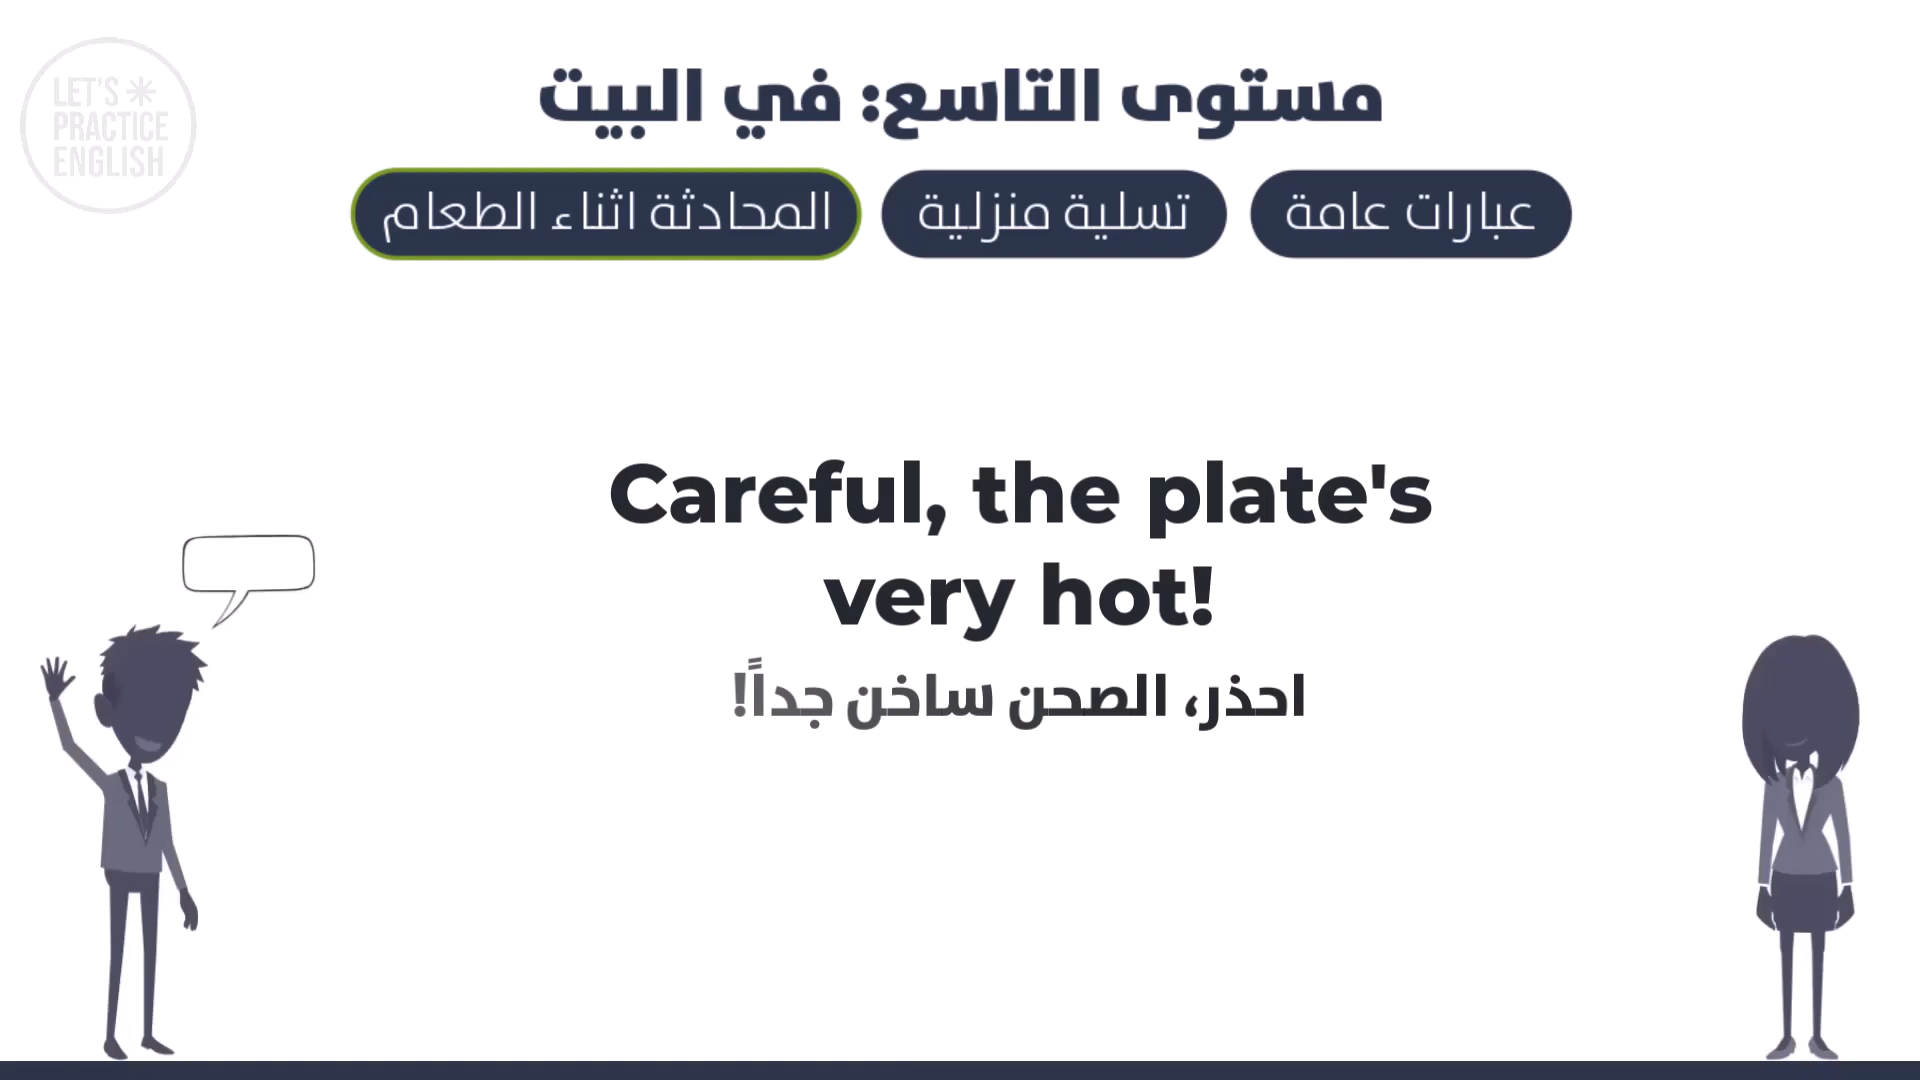 LET'S
PRACTICE
ENGLISH
مستوى التاسع: في البيت
عبارات عامة
تسلية منزلية
المحادثة اثناء الطعام
Careful, the plate's
very hot!
احذر، الصحن ساخن جداً!